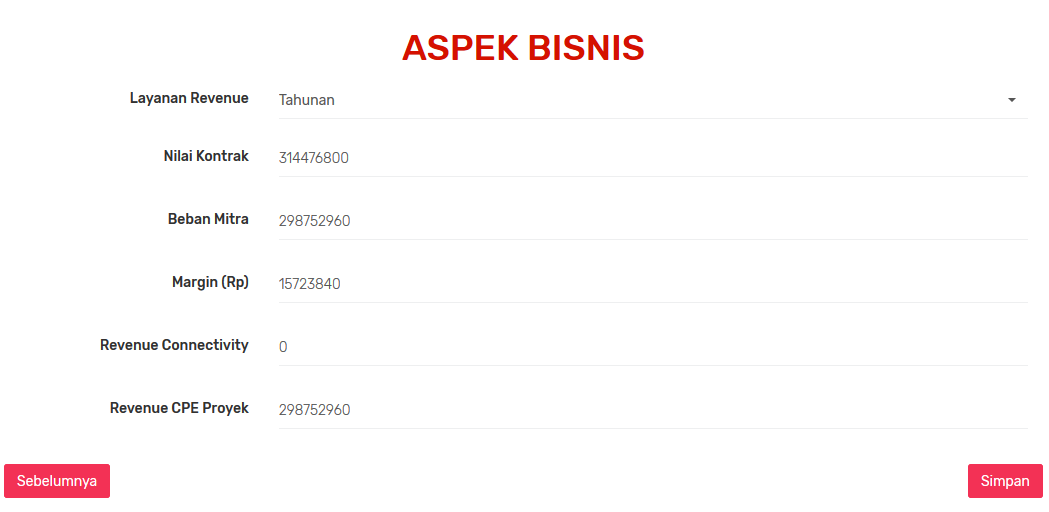 ASPEK BISNIS
Layanan Revenue Tahunan
Nilai Kontrak 314476800
Beban Mitra 298752960
Margin (Rp) 15723840
Revenue Connectivity 0
Revenue CPE Proyek 298752960
Sebelumnya Simpan